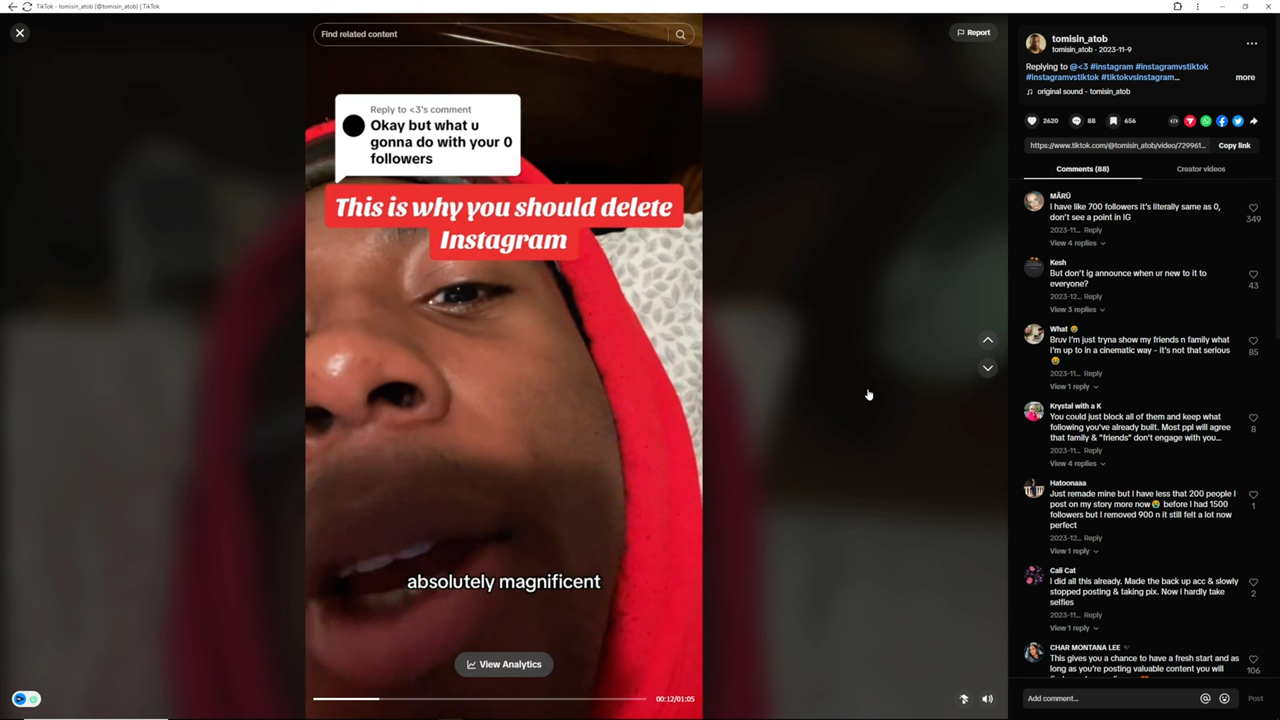 TikTok - tomisin_atob (@tomisin_atob) | TikTok
Find related content
Report
Reply to <3's comment
Okay but what u
gonna do with your 0
followers
This is why you should delete
Instagram
absolutely magnificent
View Analytics
00:12/01:05
tomisin_atob
tomisin_atob · 2023-11-9
Replying to @<3 #instagram #instagramvstiktok
#instagramvstiktok #tiktokvsinstagram...
more
original sound - tomisin_atob
2620
88
656
https://www.tiktok.com/@tomisin_atob/video/729961...
Copy link
Comments (88)
Creator videos
MÃRÜ
I have like 700 followers it's literally same as 0,
don't see a point in IG
349
2023-11... Reply
View 4 replies
Kesh
But don't ig announce when ur new to it to
everyone?
43
2023-12... Reply
View 3 replies
What 😄
Bruv I'm just tryna show my friends n family what
I'm up to in a cinematic way - it's not that serious
85
2023-11... Reply
View 1 reply
Krystal with a K
You could just block all of them and keep what
following you've already built. Most ppl will agree
that family & "friends" don't engage with you...
8
2023-11... Reply
View 4 replies
Hatoonaaa
Just remade mine but I have less that 200 people I
post on my story more now😭 before I had 1500
followers but I removed 900 n it still felt a lot now
perfect
1
2023-12... Reply
View 1 reply
Cali Cat
I did all this already. Made the back up acc & slowly
stopped posting & taking pix. Now I hardly take
selfies
2
2023-11... Reply
View 1 reply
CHAR MONTANA LEE
This gives you a chance to have a fresh start and as
long as you're posting valuable content you will
106
Add comment...
Post